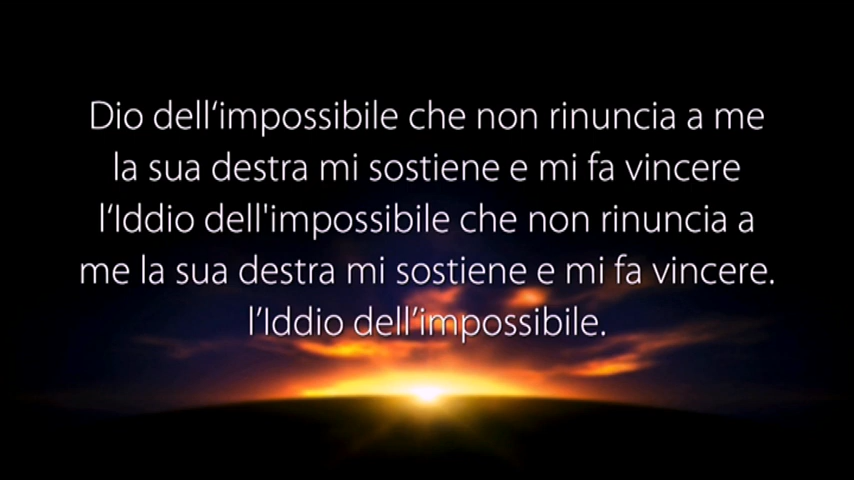 Dio dell‘impossibile che non rinuncia a me
la sua destra mi sostiene e mi fa vincere
l‘Iddio dell'impossibile che non rinuncia a
me la sua destra mi sostiene e mi fa vincere.
l’Iddio dell’impossibile.